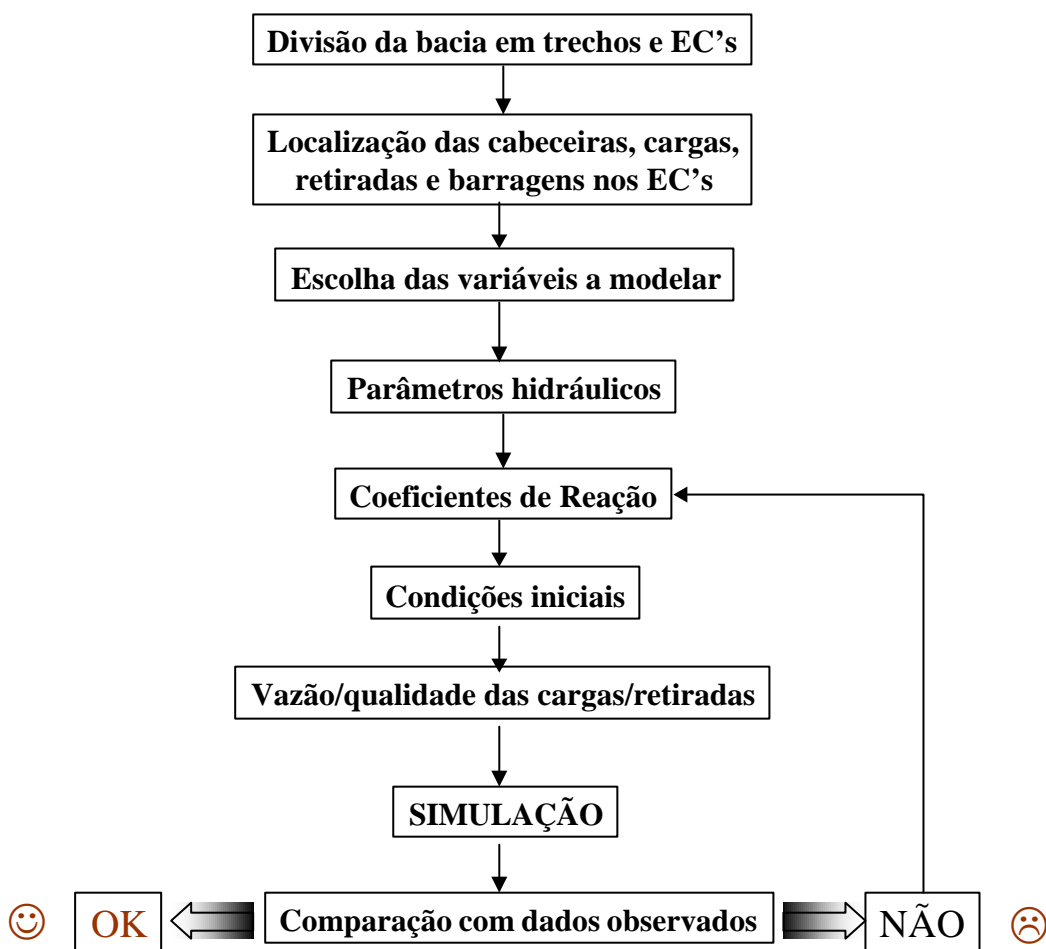 Divisão da bacia em trechos e EC’s
Localização das cabeceiras, cargas,
retiradas e barragens nos EC’s
Escolha das variáveis a modelar
Parâmetros hidráulicos
Coeficientes de Reação
Condições iniciais
Vazão/qualidade das cargas/retiradas
SIMULAÇÃO
OK
Comparação com dados observados
NÃO